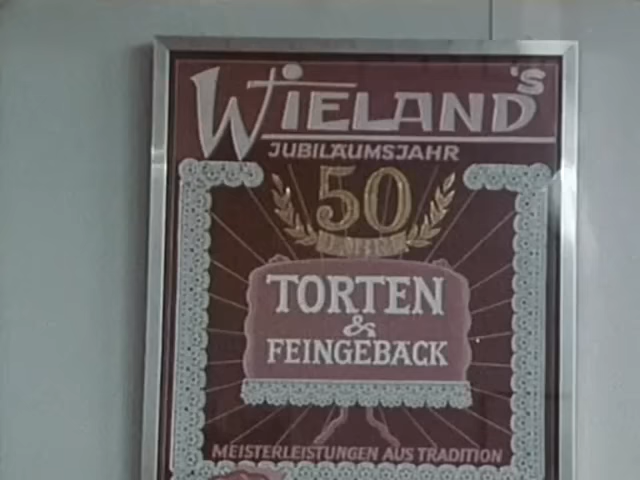 WIELAND'S
JUBILÄUMSJAHR
50
TORTEN
&
FEINGEBÄCK
MEISTERLEISTUNGEN AUS TRADITION